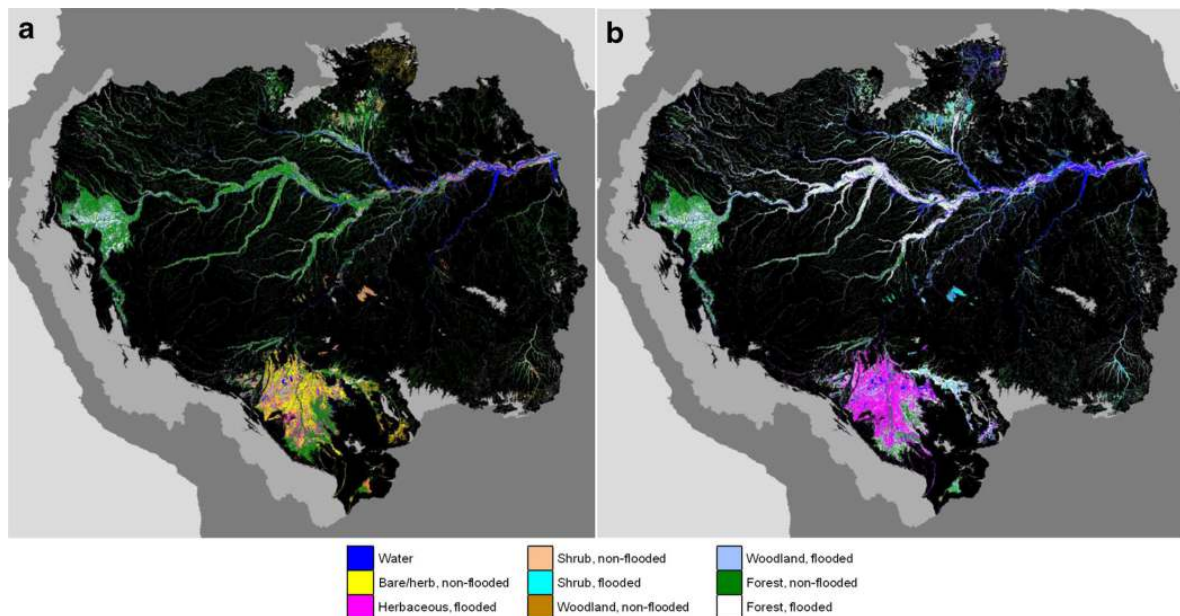 a
b
Water
Bare/herb, non-flooded
Herbaceous, flooded
Shrub, non-flooded
Shrub, flooded
Woodland, non-flooded
Woodland, flooded
Forest, non-flooded
Forest, flooded